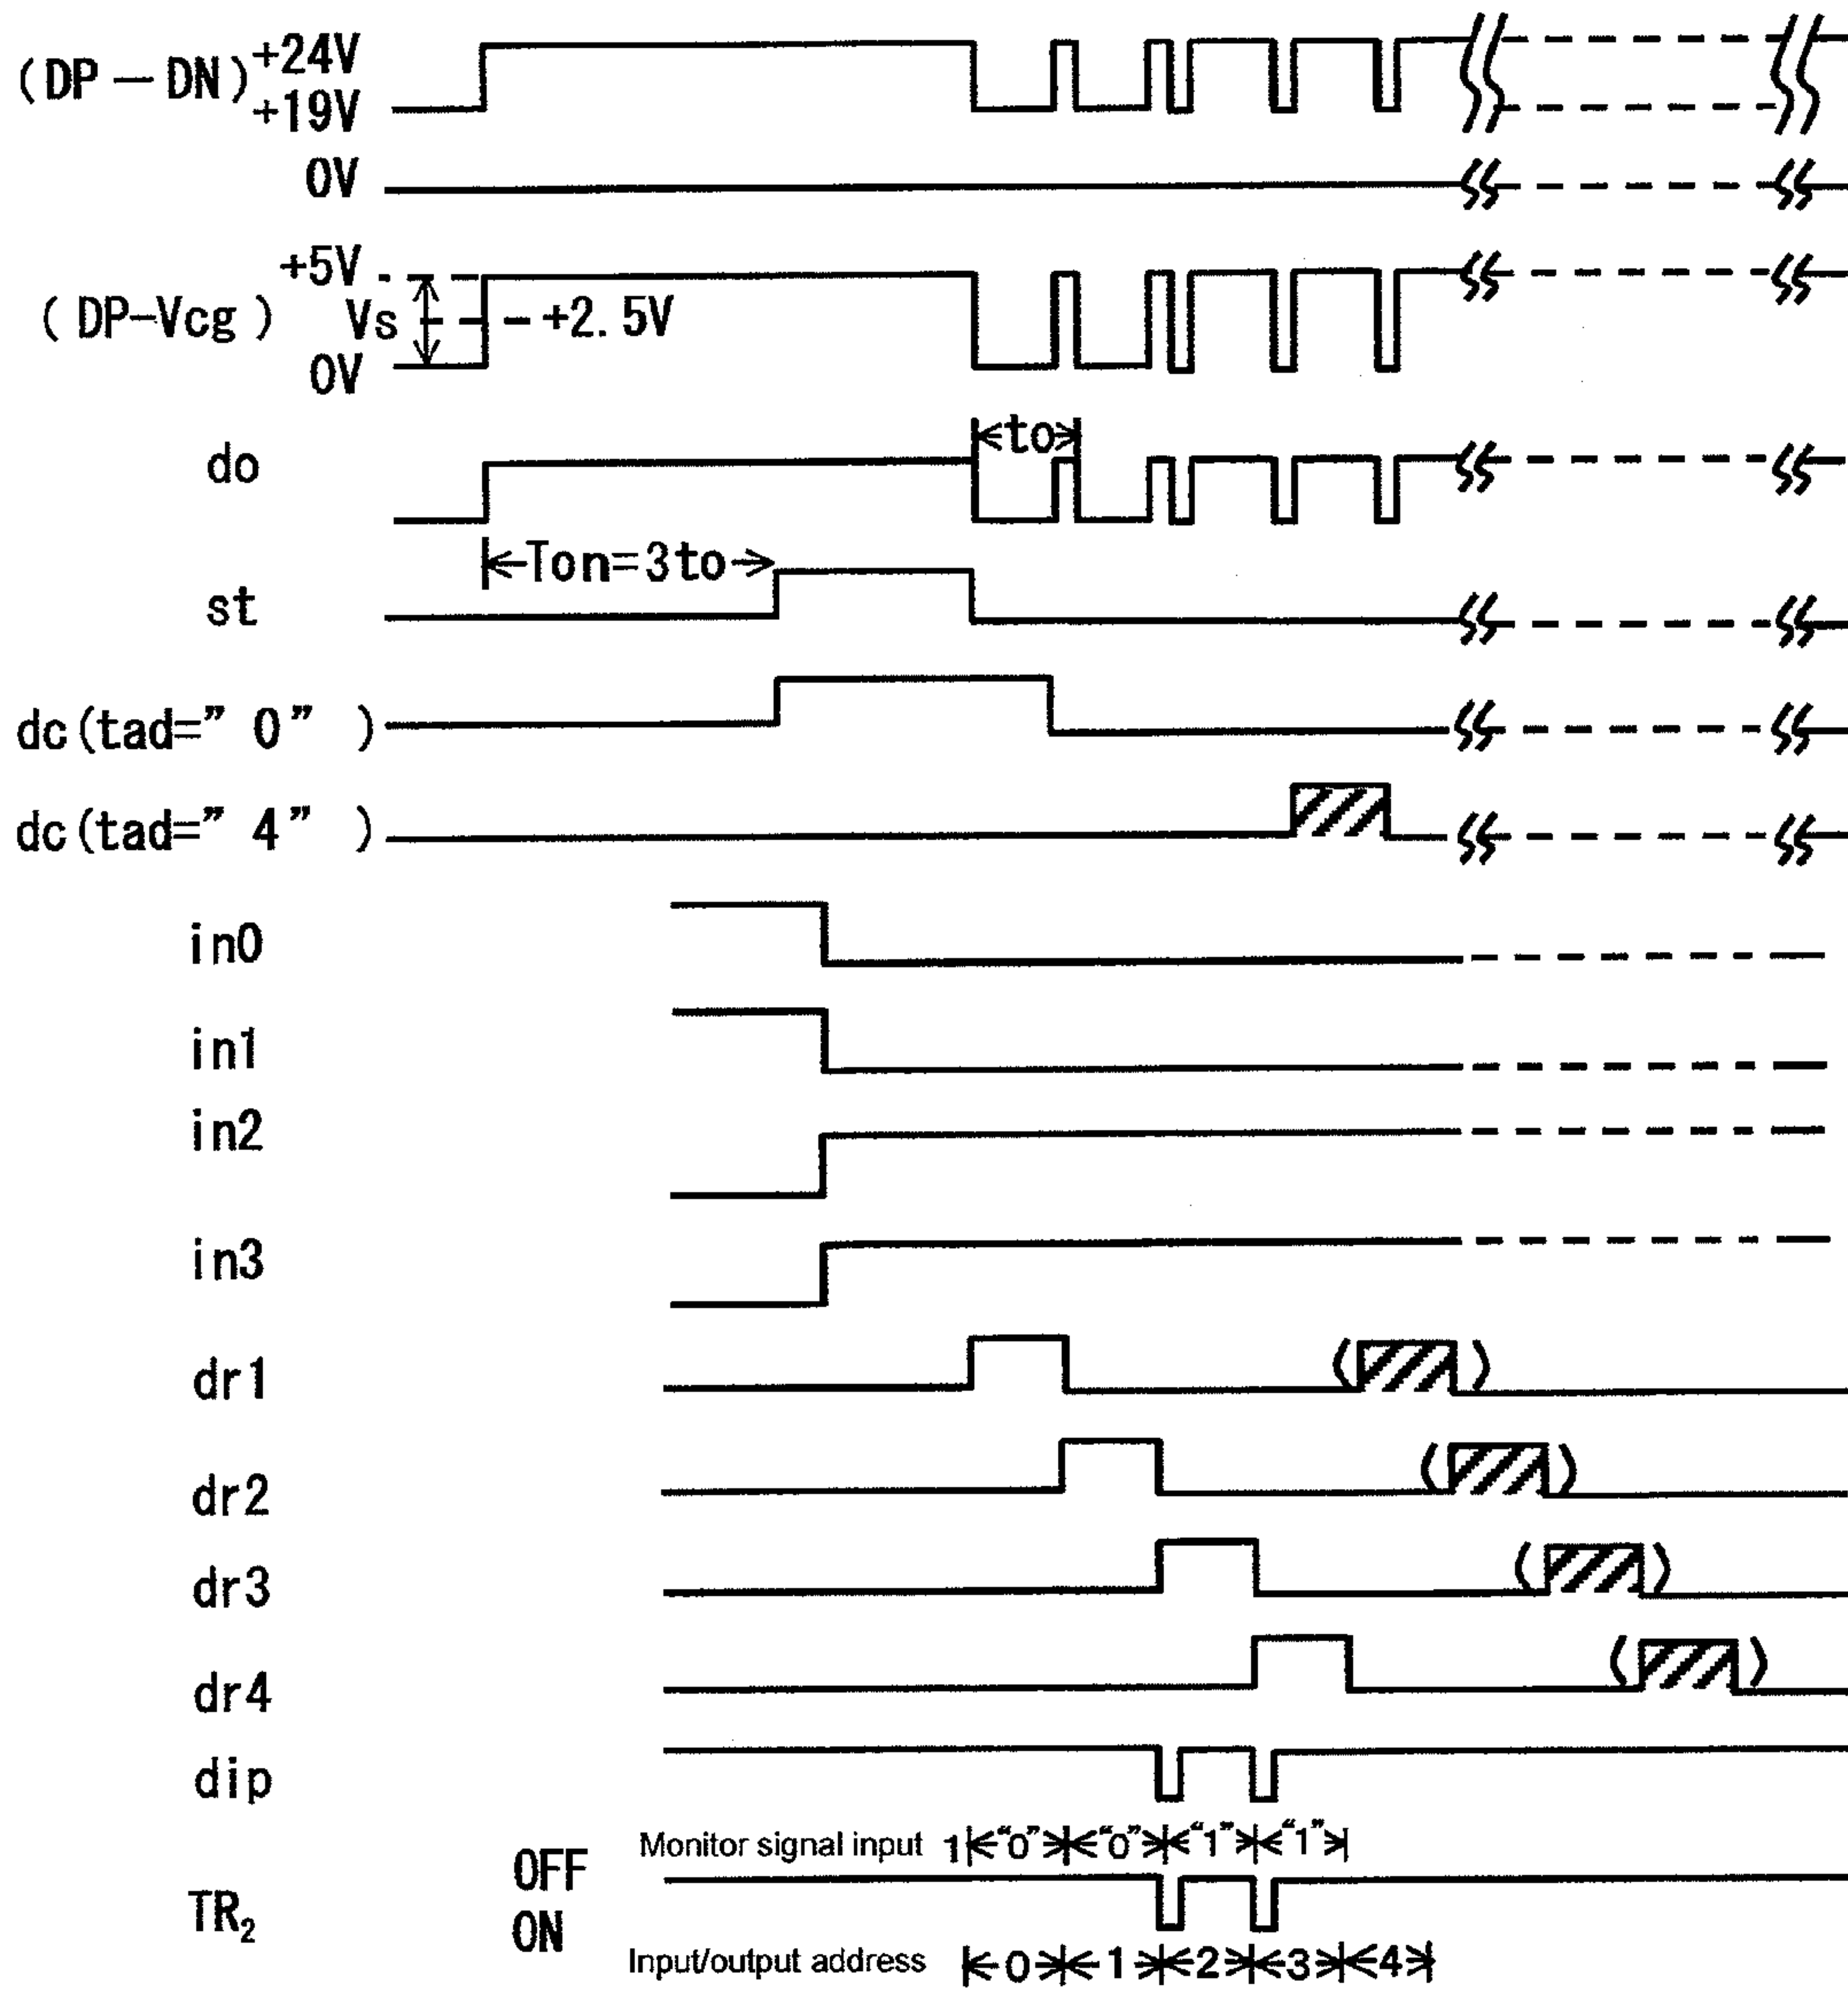 (DP — DN) +24V
+19V
0V
+5V
(DP-Vcg) Vs +2.5V
0V
to
do
Ton=3to
st
dc(tad=”0”)
dc(tad=”4”)
in0
in1
in2
in3
dr1
dr2
dr3
dr4
dip
Monitor signal input 1 “0” “0” “1” “1”
OFF
TR2
ON
Input/output address 0 1 2 3 4